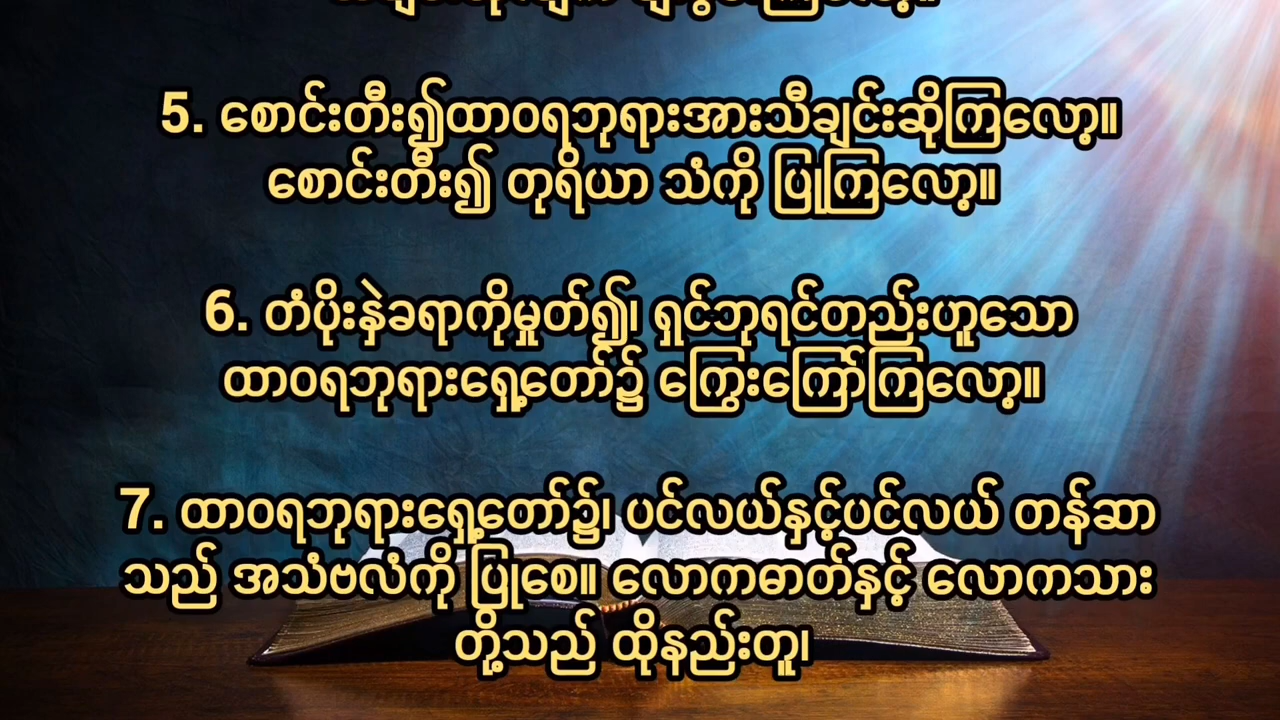 5. စောင်းတီး၍ထာဝရဘုရားအားသီချင်းဆိုကြလော့။
စောင်းတီး၍ တုရိယာ သံကို ပြုကြလော့။
6. တံပိုးနှဲခရာကိုမှုတ်၍၊ ရှင်ဘုရင်တည်းဟူသော
ထာဝရဘုရားရှေ့တော်၌ ကြွေးကြော်ကြလော့။
7. ထာဝရဘုရားရှေ့တော်၌၊ ပင်လယ်နှင့်ပင်လယ် တန်ဆာ
သည် အသံဗလံကို ပြုစေ။ လောကဓာတ်နှင့် လောကသား
တို့သည် ထိုနည်းတူ၊